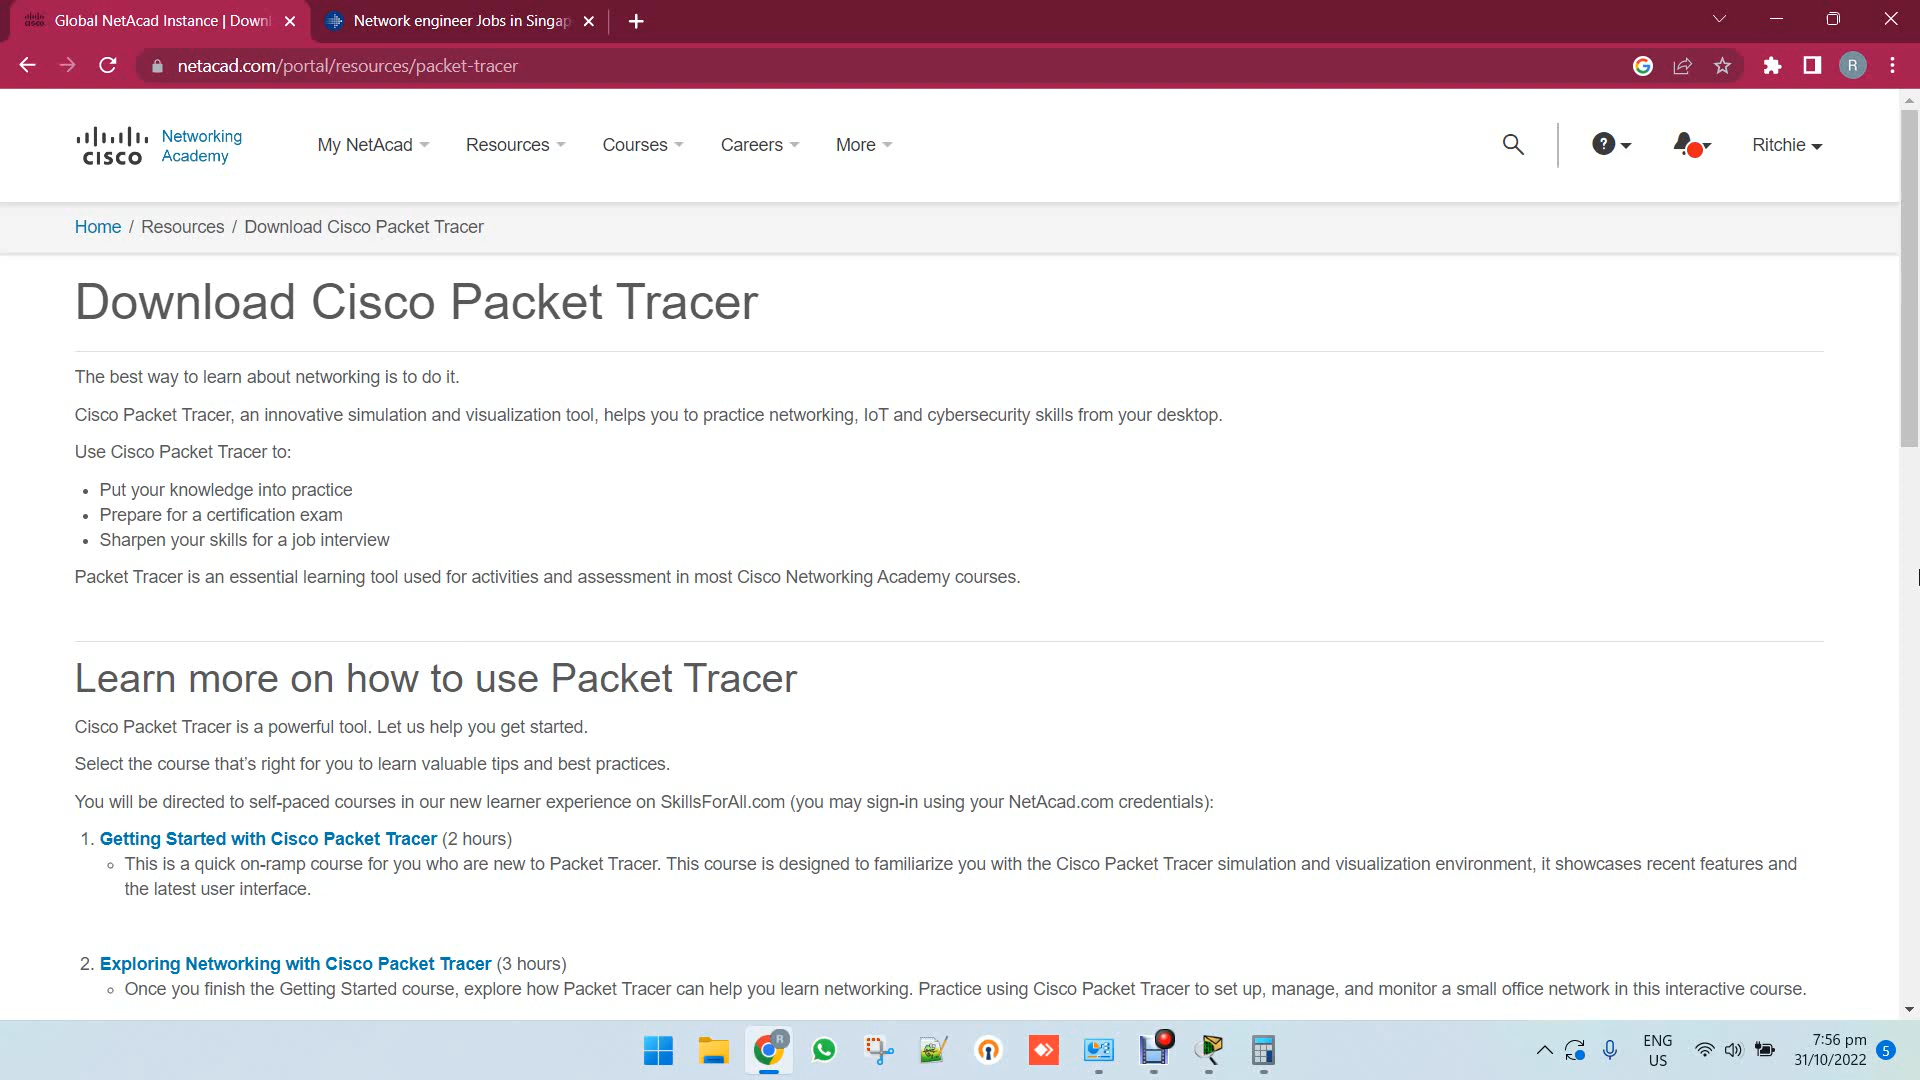 Global NetAcad Instance | Downl
Network engineer Jobs in Singap
netacad.com/portal/resources/packet-tracer
R
CISCO
Networking
Academy
My NetAcad
Resources
Courses
Careers
More
?
Ritchie
Home / Resources / Download Cisco Packet Tracer
Download Cisco Packet Tracer
The best way to learn about networking is to do it.
Cisco Packet Tracer, an innovative simulation and visualization tool, helps you to practice networking, IoT and cybersecurity skills from your desktop.
Use Cisco Packet Tracer to:
• Put your knowledge into practice
• Prepare for a certification exam
• Sharpen your skills for a job interview
Packet Tracer is an essential learning tool used for activities and assessment in most Cisco Networking Academy courses.
Learn more on how to use Packet Tracer
Cisco Packet Tracer is a powerful tool. Let us help you get started.
Select the course that’s right for you to learn valuable tips and best practices.
You will be directed to self-paced courses in our new learner experience on SkillsForAll.com (you may sign-in using your NetAcad.com credentials):
1. Getting Started with Cisco Packet Tracer (2 hours)
◦ This is a quick on-ramp course for you who are new to Packet Tracer. This course is designed to familiarize you with the Cisco Packet Tracer simulation and visualization environment, it showcases recent features and
the latest user interface.
2. Exploring Networking with Cisco Packet Tracer (3 hours)
◦ Once you finish the Getting Started course, explore how Packet Tracer can help you learn networking. Practice using Cisco Packet Tracer to set up, manage, and monitor a small office network in this interactive course.
R
ENG
US
7:56 pm
31/10/2022
5